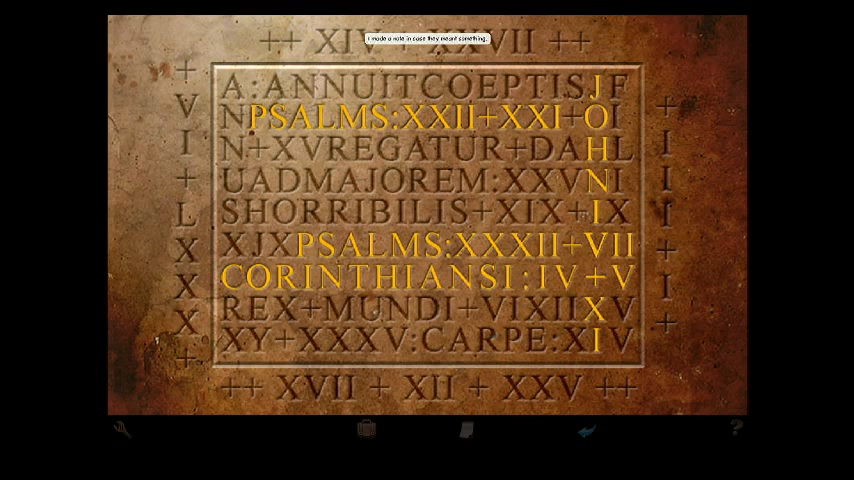 I made a note in case they meant something.
++ XIV + XXVII ++
+ V I + L X X X +
A:ANNUITCOEPTISJF
NPSALMS:XXII+XXI+OI
N+XVREGATUR+DAHL
UADMAJOREM:XXVNI
SHORRIBILIS+XIX+IX
XJXPSALMS:XXXII+VII
CORINTHIANSI:IV+V
REX+MUNDI+VIXIIXV
XY+XXXV:CARPE:XIV
+ I I I + I +
++ XVII + XII + XXV ++
?